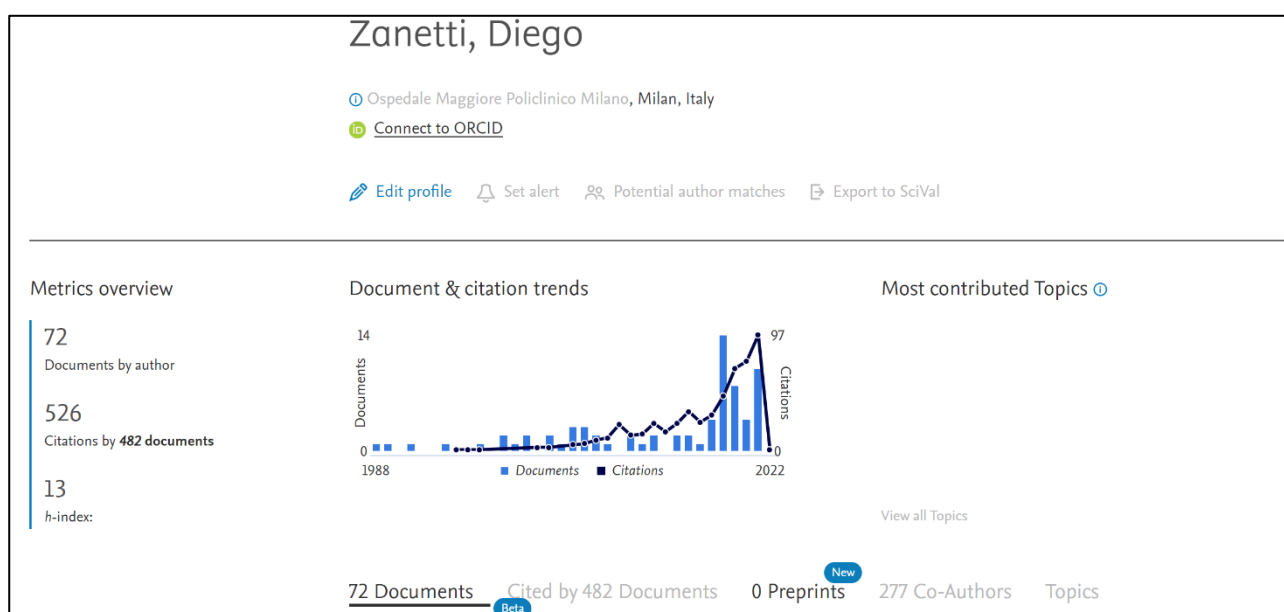 Zanetti, Diego
Ospedale Maggiore Policlinico Milano, Milan, Italy
iD Connect to ORCID
Edit profile Set alert Potential author matches Export to SciVal
Metrics overview
72
Documents by author
526
Citations by 482 documents
13
h-index:
Document & citation trends
14
97
Documents
Citations
0
0
1988
2022
Documents Citations
Most contributed Topics
View all Topics
New
72 Documents Cited by 482 Documents 0 Preprints 277 Co-Authors Topics
Beta